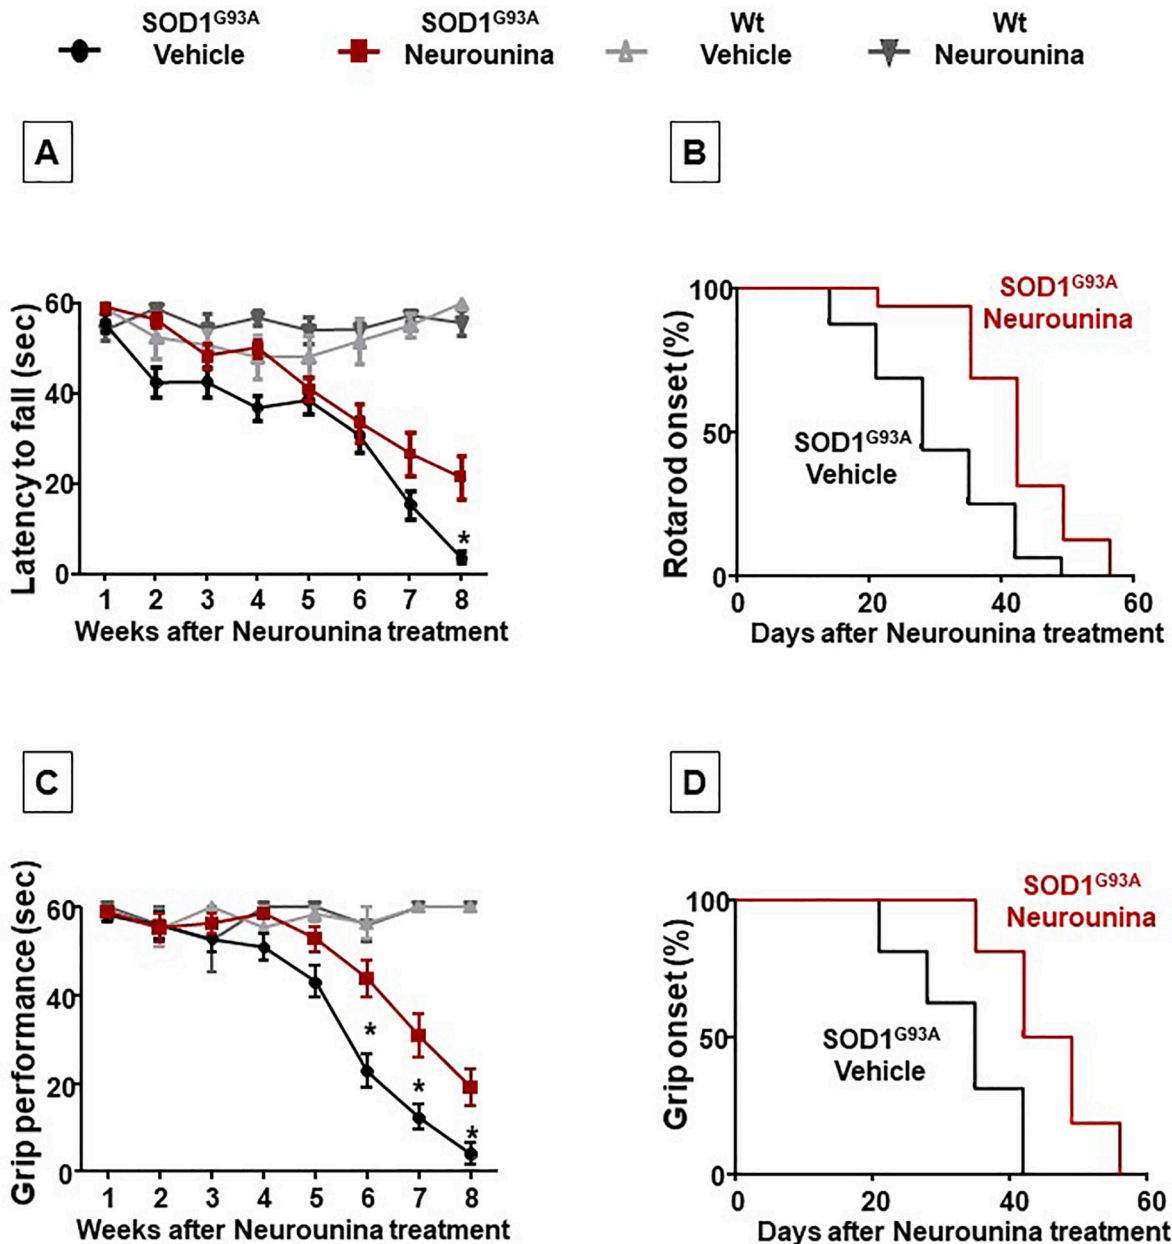 SOD1G93A SOD1G93A Wt Wt
Vehicle Neurounina Vehicle Neurounina
A
B
60
40
20
0
Latency to fall (sec)
1 2 3 4 5 6 7 8
Weeks after Neurounina treatment
*
100
50
0
Rotarod onset (%)
SOD1G93A
Neurounina
SOD1G93A
Vehicle
0 20 40 60
Days after Neurounina treatment
C
D
60
40
20
0
Grip performance (sec)
*
*
*
1 2 3 4 5 6 7 8
Weeks after Neurounina treatment
100
50
0
Grip onset (%)
SOD1G93A
Neurounina
SOD1G93A
Vehicle
0 20 40 60
Days after Neurounina treatment